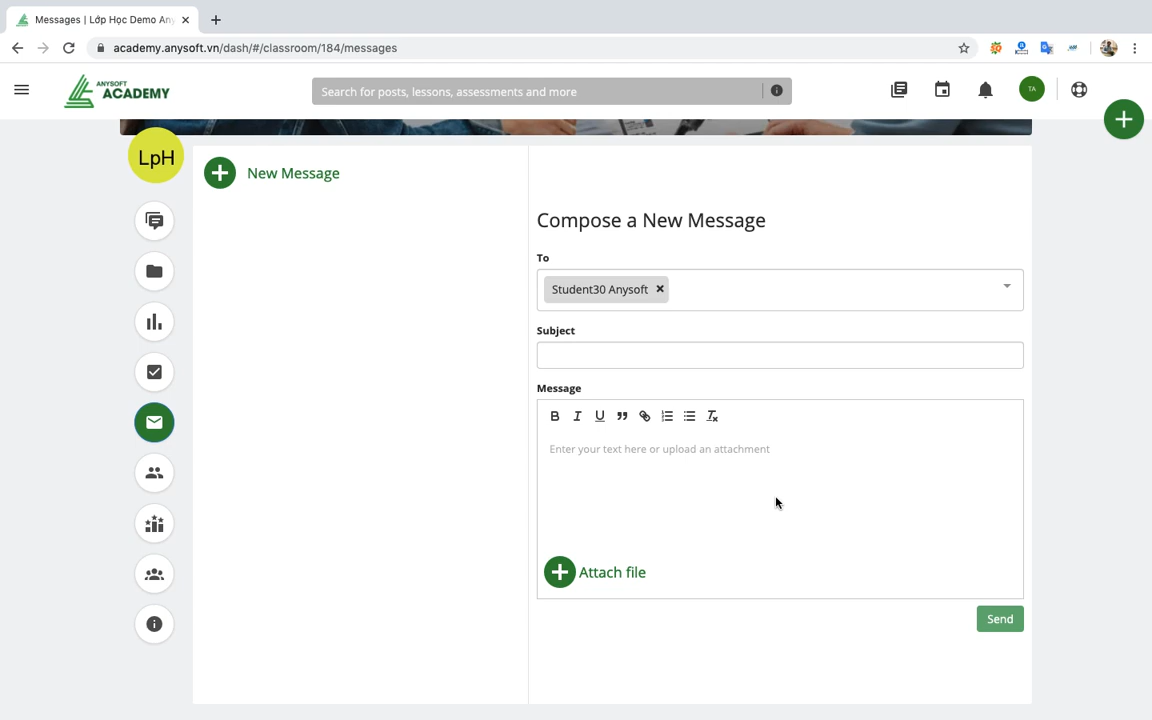 Messages | Lớp Học Demo Any
academy.anysoft.vn/dash/#/classroom/184/messages
ANYSOFT
ACADEMY
Search for posts, lessons, assessments and more
TA
LpH
New Message
Compose a New Message
To
Student30 Anysoft
Subject
Message
Enter your text here or upload an attachment
Attach file
Send